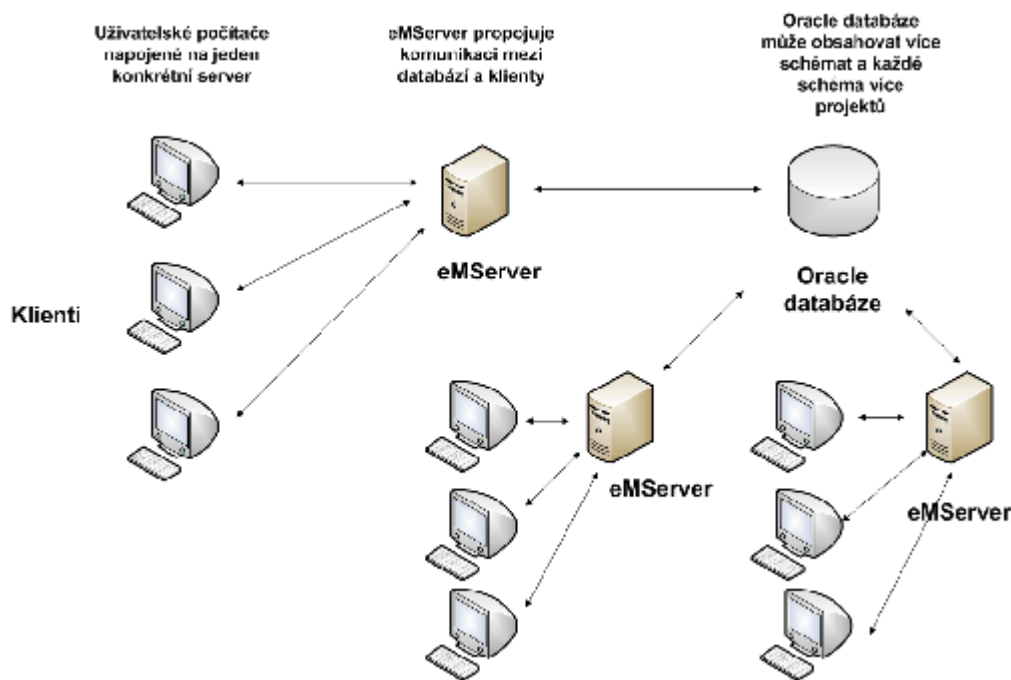 Uživatelské počítače
napojené na jeden
konkrétní server
eMServer propojuje
komunikaci mezi
databází a klienty
Oracle databáze
může obsahovat více
schémat a každé
schéma více
projektů
eMServer
Oracle
databáze
Klienti
eMServer
eMServer